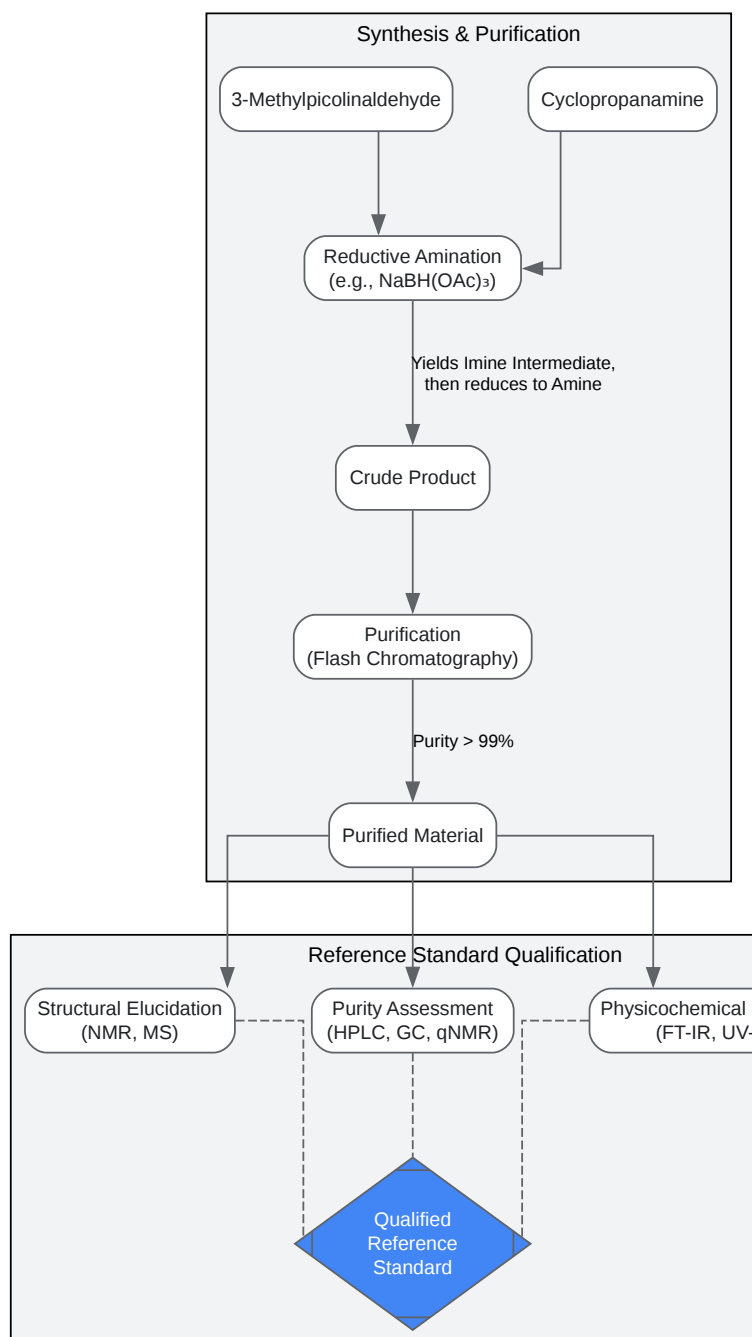 Synthesis & Purification
3-Methylpicolinaldehyde
Cyclopropanamine
Reductive Amination
(e.g., NaBH(OAc)₃)
Yields Imine Intermediate,
then reduces to Amine
Crude Product
Purification
(Flash Chromatography)
Purity > 99%
Purified Material
Reference Standard Qualification
Structural Elucidation
(NMR, MS)
Purity Assessment
(HPLC, GC, qNMR)
Physicochemical
(FT-IR, UV-
Qualified
Reference
Standard